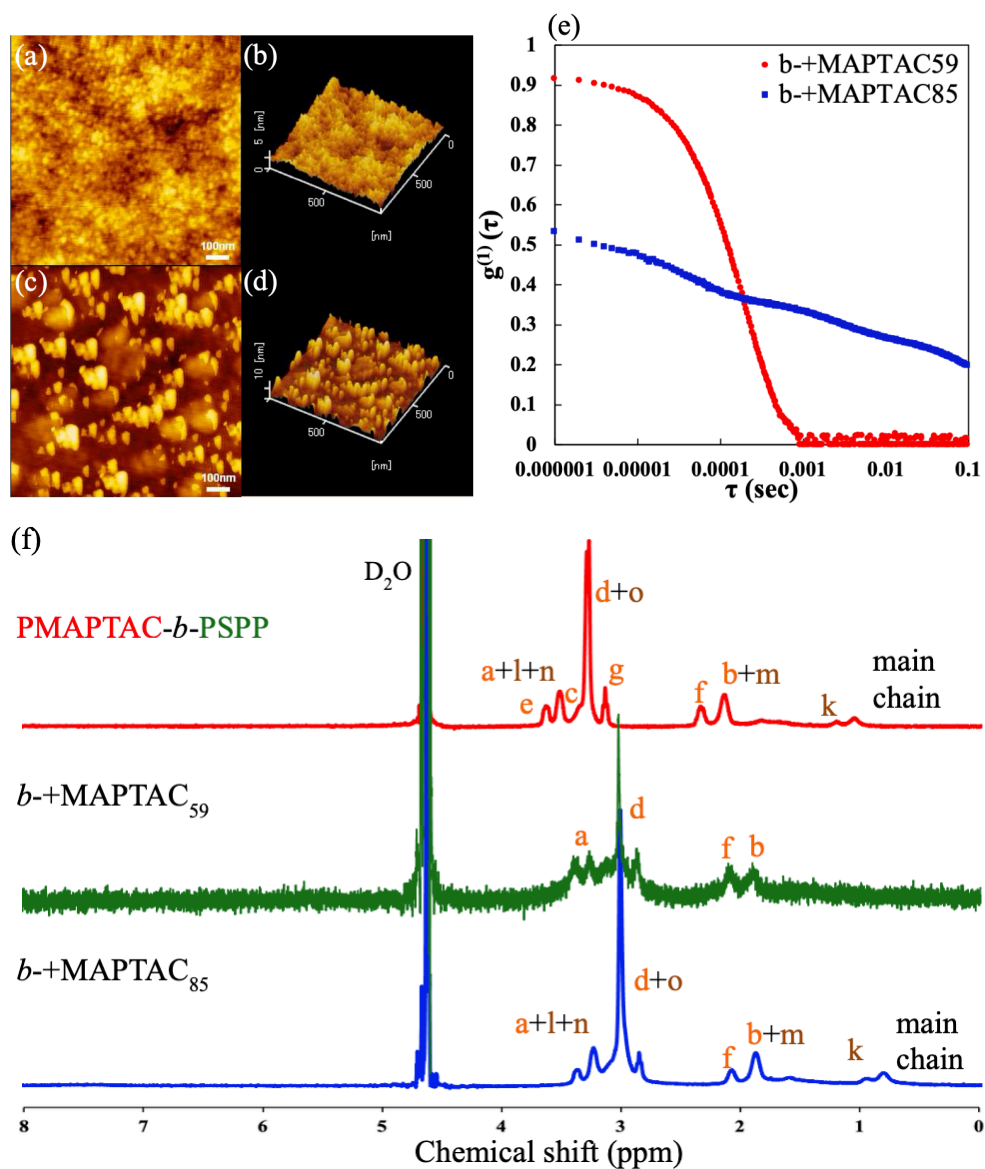 (a)
100nm
(b)
5 [nm]
0
500
500
0
[nm]
(c)
100nm
(d)
10 [nm]
500
500
0
[nm]
(e)
1
0.9
0.8
0.7
0.6
0.5
0.4
0.3
0.2
0.1
0
g(1) (τ)
b-+MAPTAC59
b-+MAPTAC85
0.000001 0.00001 0.0001 0.001 0.01 0.1
τ (sec)
(f)
D2O
PMAPTAC-b-PSPP
a+l+n
e
c
d+o
g
f
b+m
k
main
chain
b-+MAPTAC59
a
d
f
b
b-+MAPTAC85
a+l+n
d+o
f
b+m
k
main
chain
8 7 6 5 4 3 2 1 0
Chemical shift (ppm)